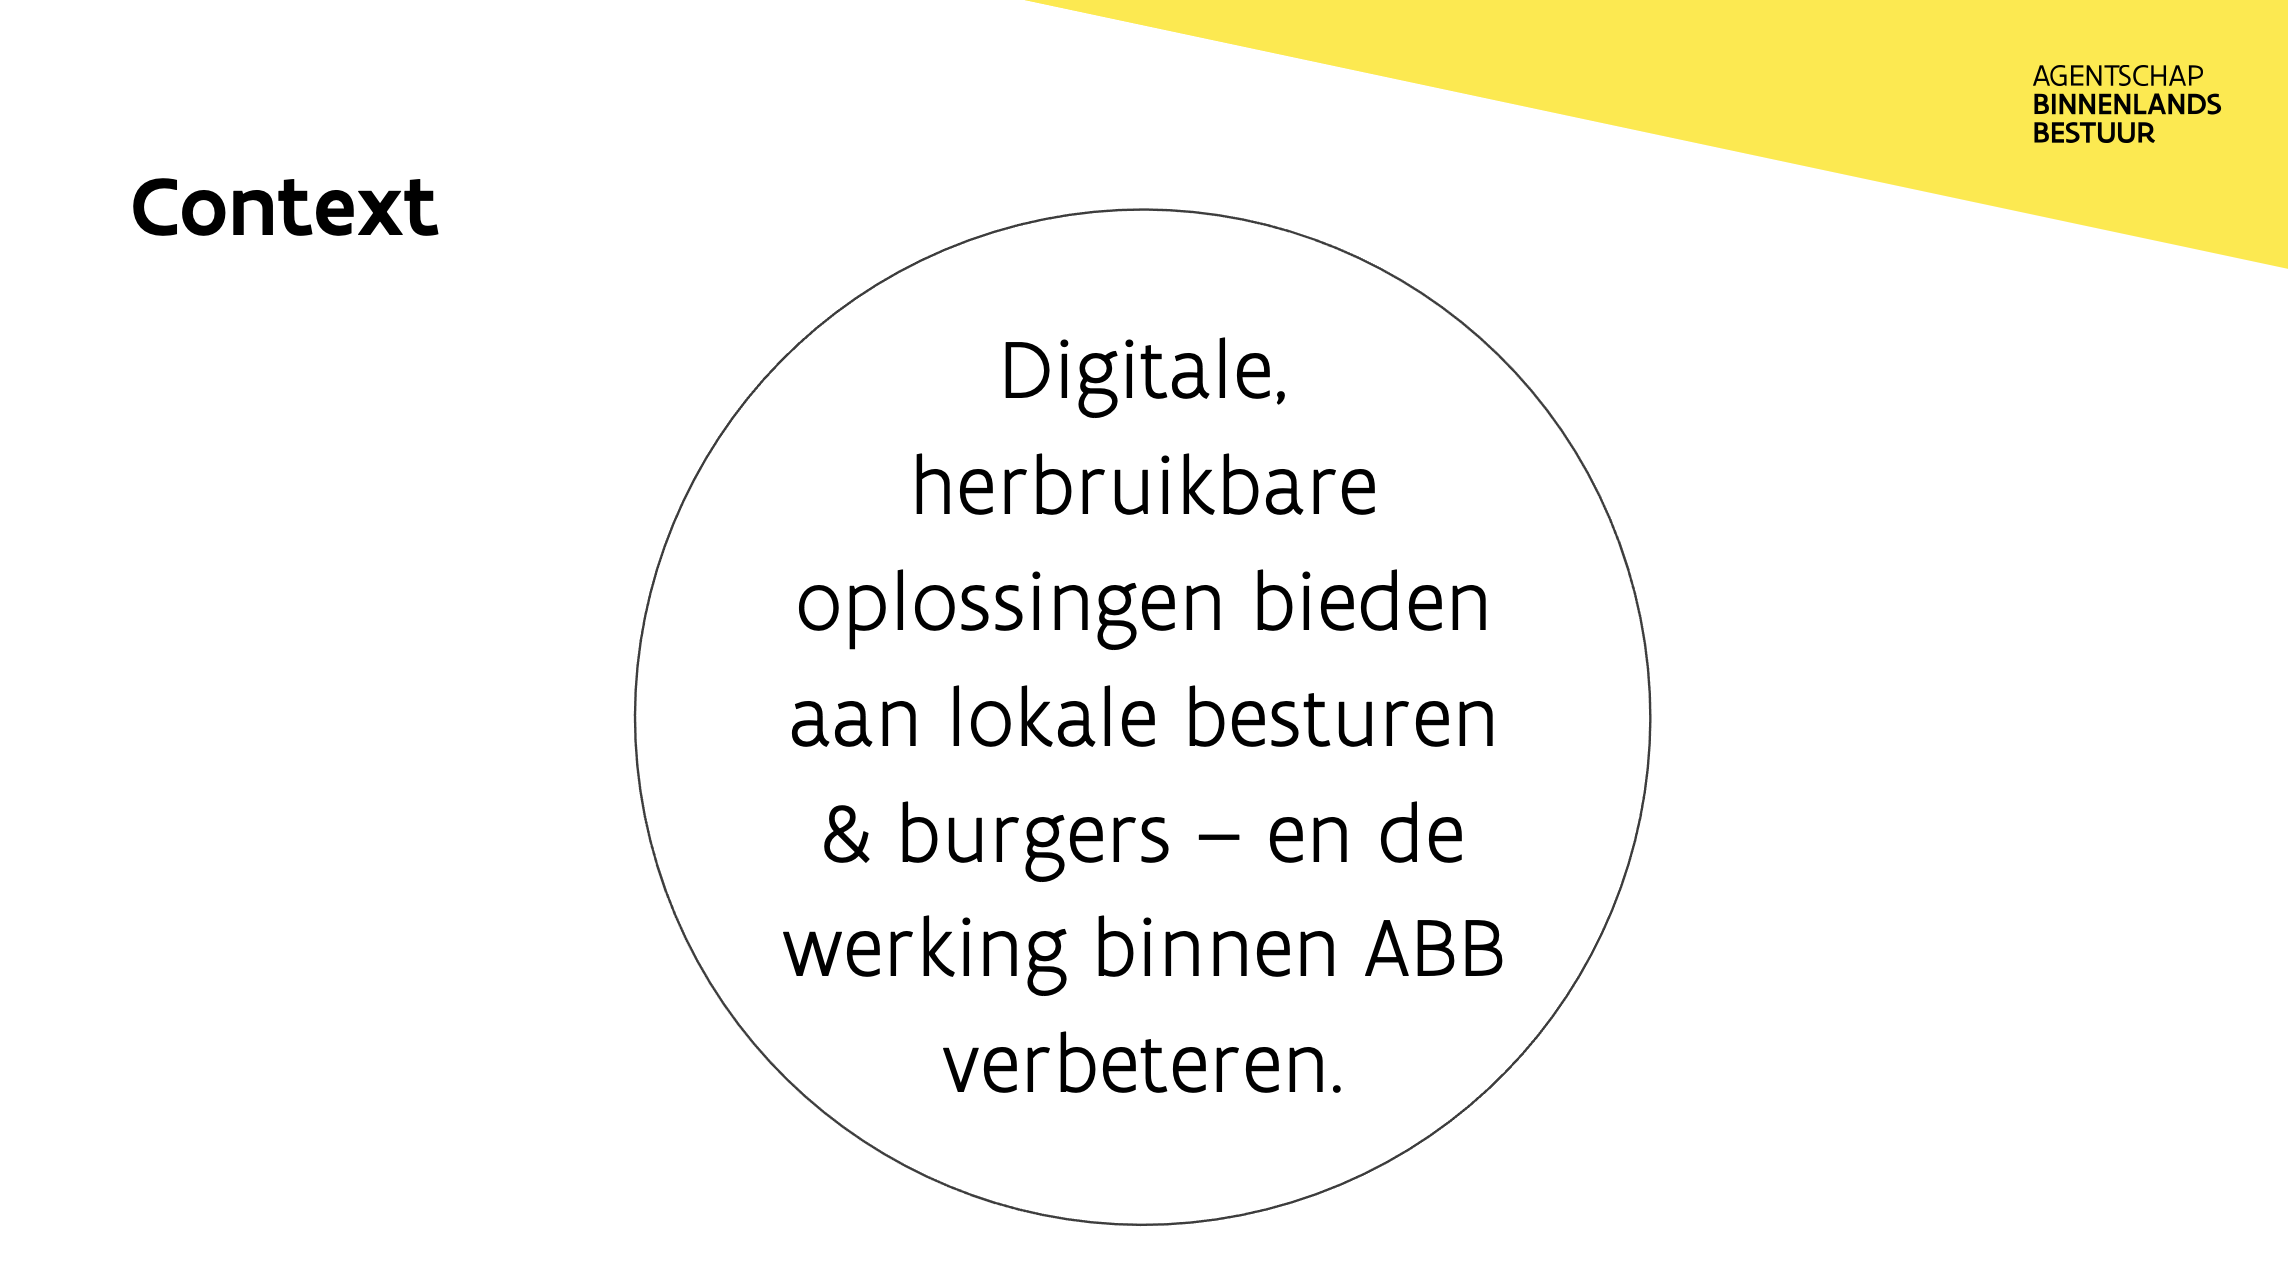 AGENTSCHAP
BINNENLANDS
BESTUUR
Context
Digitale,
herbruikbare
oplossingen bieden
aan lokale besturen
& burgers – en de
werking binnen ABB
verbeteren.